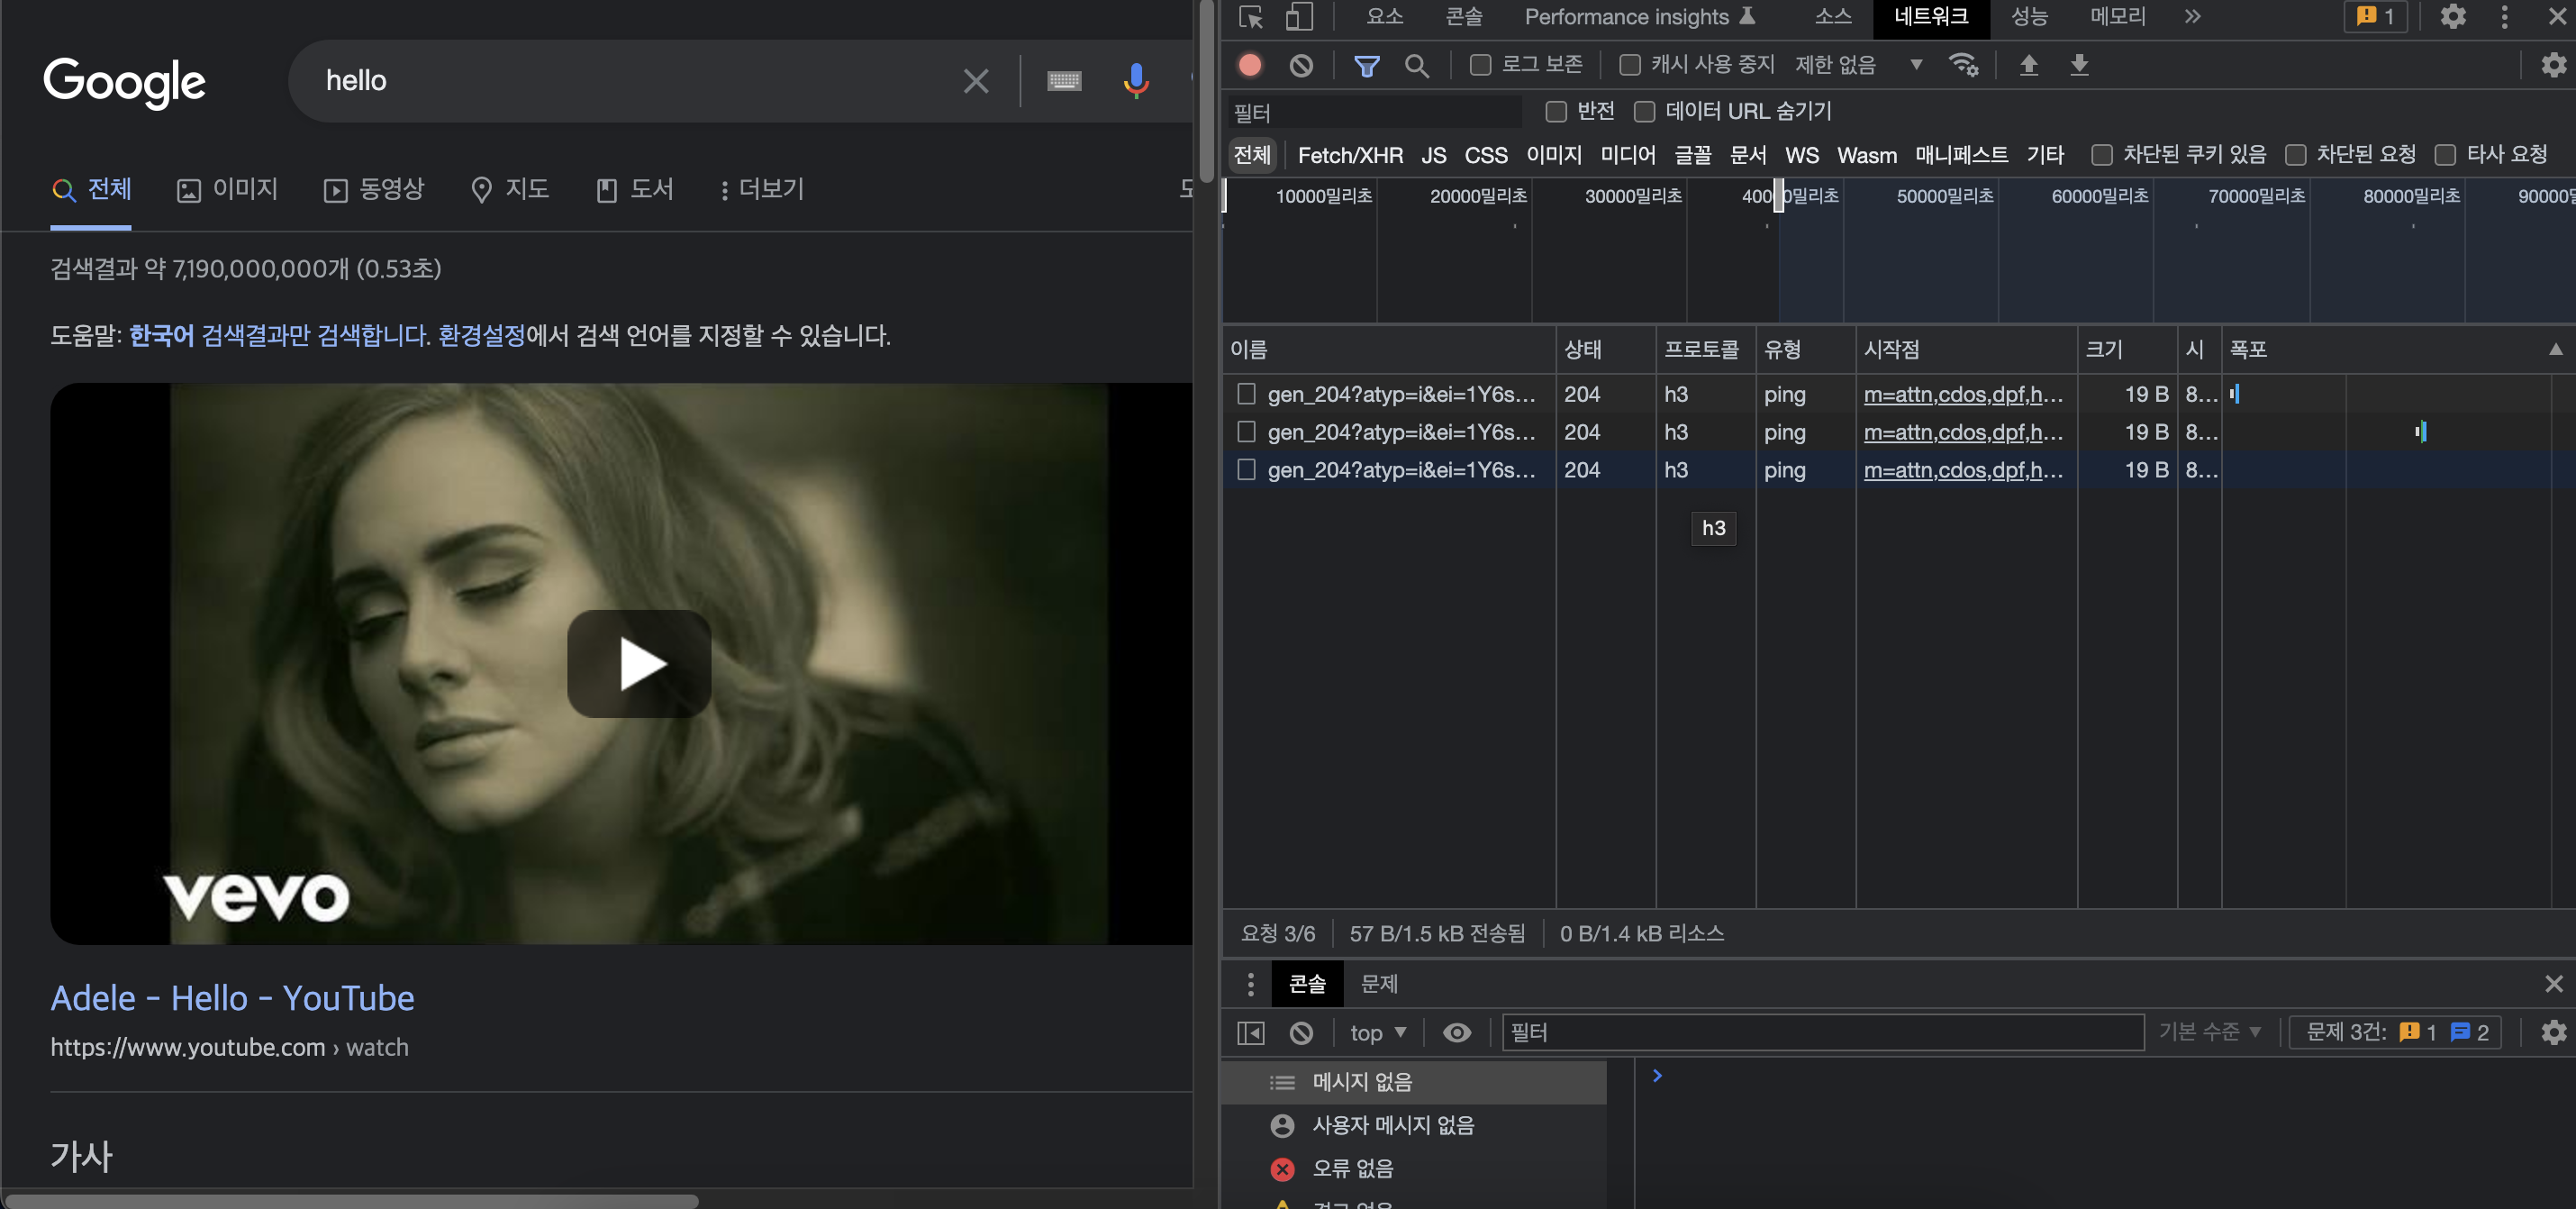 Google
hello
전체 이미지 동영상 지도 도서 더보기
검색결과 약 7,190,000,000개 (0.53초)
도움말: 한국어 검색결과만 검색합니다. 환경설정에서 검색 언어를 지정할 수 있습니다.
vevo
Adele - Hello - YouTube
https://www.youtube.com › watch
가사
요소 콘솔 Performance insights 소스 네트워크 성능 메모리 1
로그 보존 캐시 사용 중지 제한 없음
필터 반전 데이터 URL 숨기기
전체 Fetch/XHR JS CSS 이미지 미디어 글꼴 문서 WS Wasm 매니페스트 기타 차단된 쿠키 있음 차단된 요청 타사 요청
10000밀리초 20000밀리초 30000밀리초 50000밀리초 60000밀리초 70000밀리초 80000밀리초
이름 상태 프로토콜 유형 시작점 크기 시 폭포
gen_204?atyp=i&ei=1Y6s... 204 h3 ping m=attn,cdos,dpf,h... 19 B 8...
gen_204?atyp=i&ei=1Y6s... 204 h3 ping m=attn,cdos,dpf,h... 19 B 8...
gen_204?atyp=i&ei=1Y6s... 204 h3 ping m=attn,cdos,dpf,h... 19 B 8...
h3
요청 3/6 57 B/1.5 kB 전송됨 0 B/1.4 kB 리소스
콘솔 문제
top 필터 기본 수준 문제 3건: 1 2
메시지 없음
사용자 메시지 없음
오류 없음